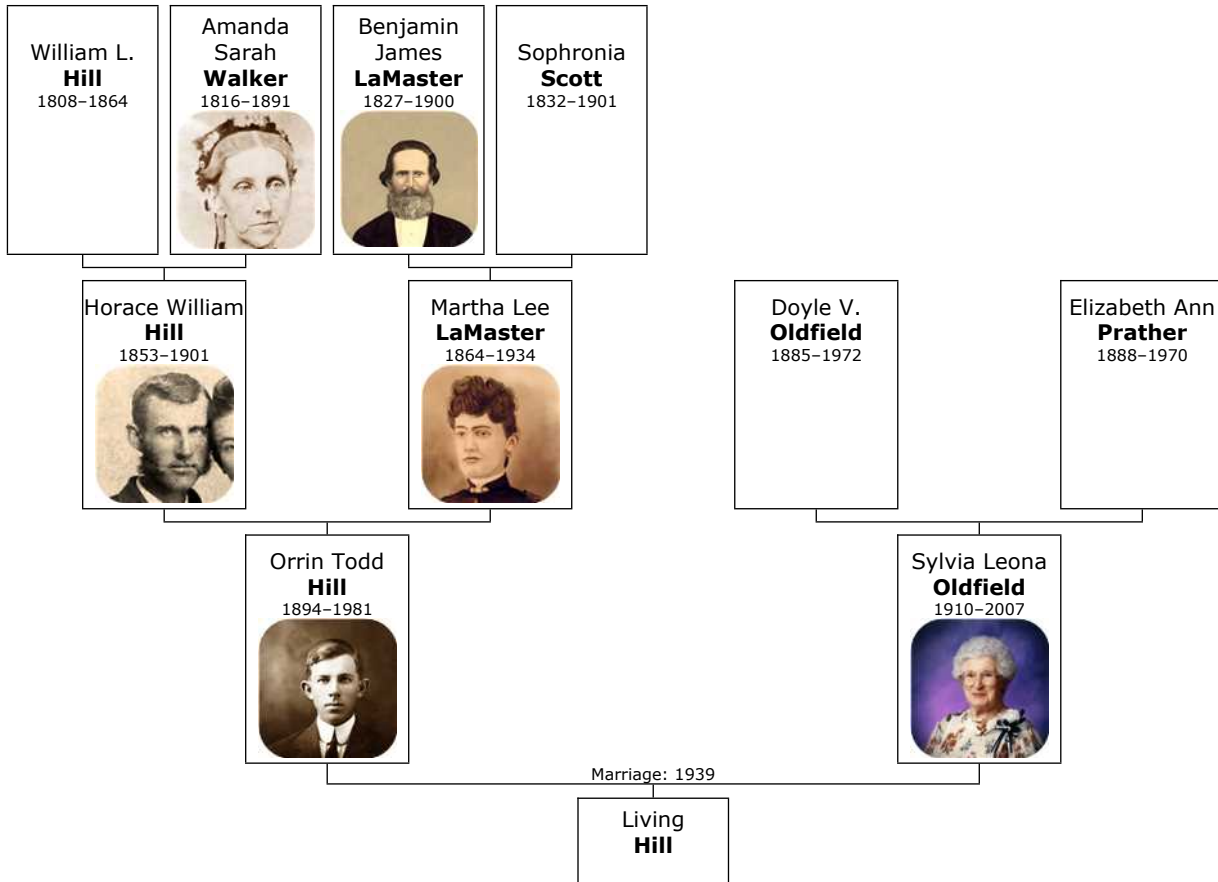 William L.
Hill
1808–1864
Amanda
Sarah
Walker
1816–1891
Benjamin
James
LaMaster
1827–1900
Sophronia
Scott
1832–1901
Horace William
Hill
1853–1901
Martha Lee
LaMaster
1864–1934
Doyle V.
Oldfield
1885–1972
Elizabeth Ann
Prather
1888–1970
Orrin Todd
Hill
1894–1981
Sylvia Leona
Oldfield
1910–2007
Marriage: 1939
Living
Hill